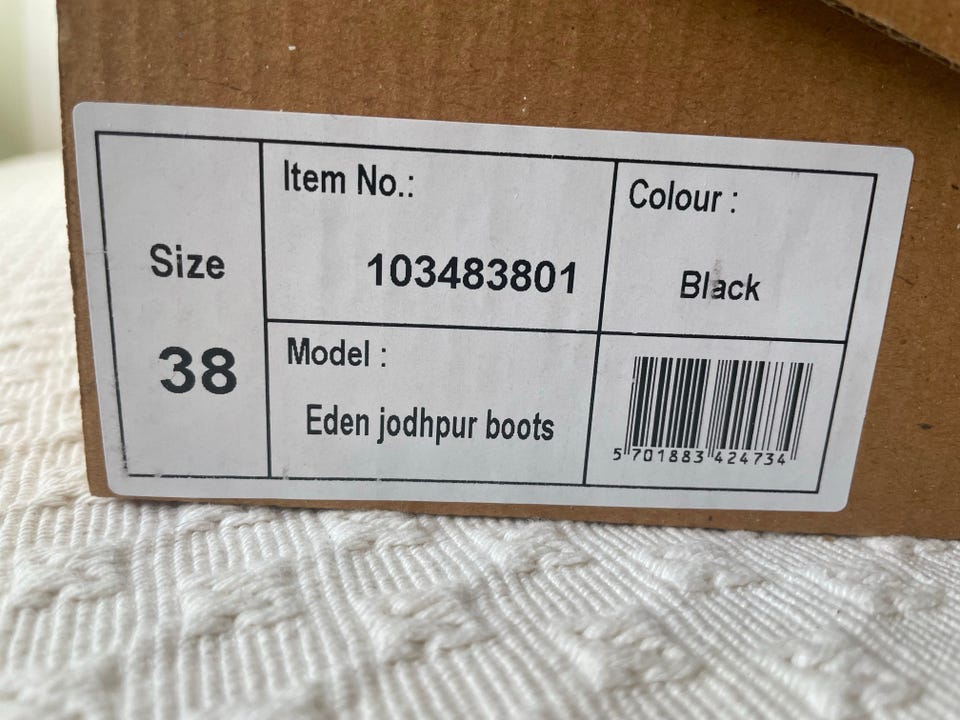 Size
38
Item No.:
103483801
Colour :
Black
Model :
Eden jodhpur boots
5 701883 424734